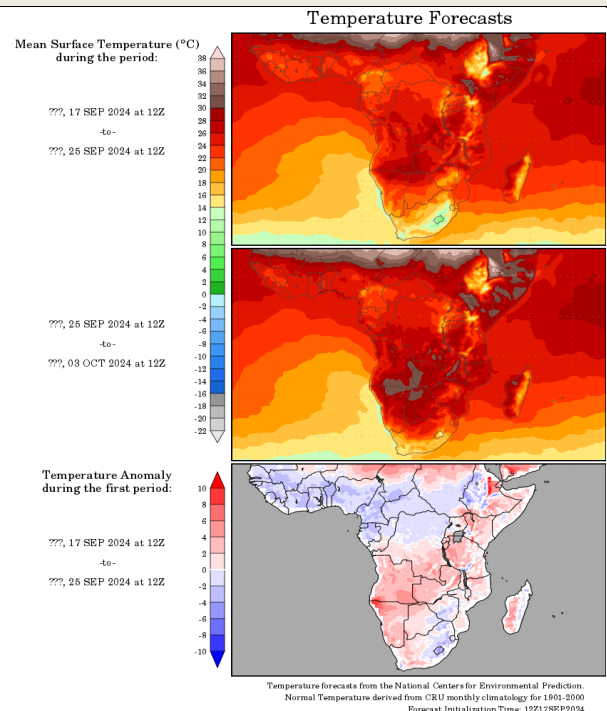 Temperature Forecasts
Mean Surface Temperature (°C)
during the period:
38
36
34
32
30
28
26
24
22
20
18
16
14
12
10
8
6
4
2
0
-2
-4
-6
-8
-10
-12
-14
-16
-18
-20
-22
???, 17 SEP 2024 at 12Z
-to-
???, 25 SEP 2024 at 12Z
???, 25 SEP 2024 at 12Z
-to-
???, 03 OCT 2024 at 12Z
Temperature Anomaly
during the first period:
10
8
6
4
2
0
-2
-4
-6
-8
-10
???, 17 SEP 2024 at 12Z
-to-
???, 25 SEP 2024 at 12Z
Temperature forecasts from the National Centers for Environmental Prediction.
Normal Temperature derived from CRU monthly climatology for 1901-2000
Forecast Initialization Time: 12Z17SEP2024